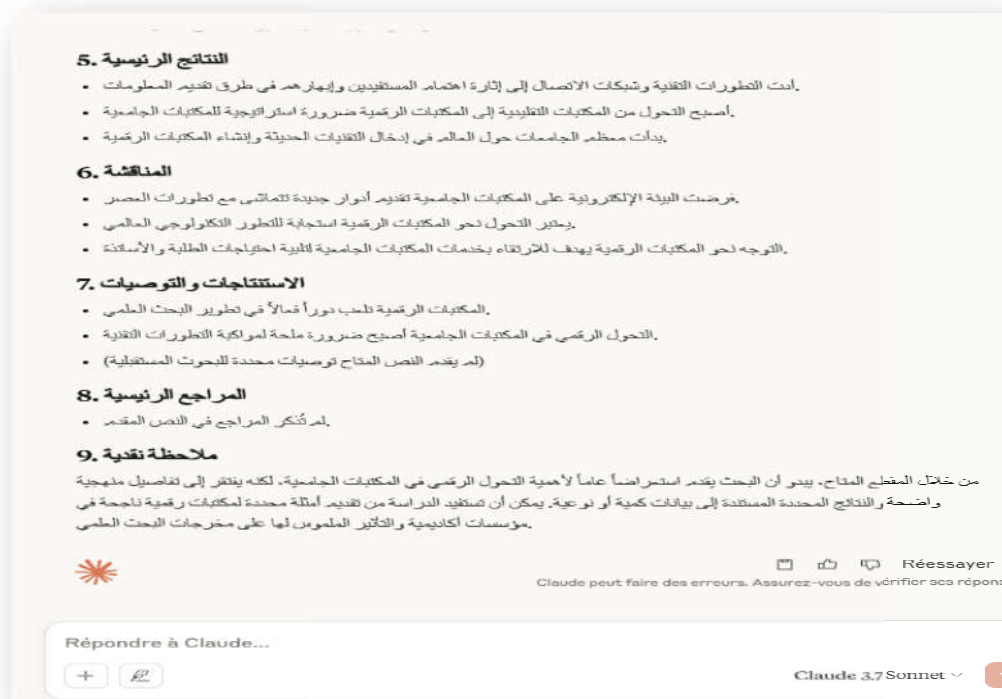 5. النتائج الرئيسية
• أدت التطورات التقنية وشبكات الاتصال إلى إثارة اهتمام المستفيدين وإبهارهم في طرق تقديم المعلومات.
• أصبح التحول من المكتبات التقليدية إلى المكتبات الرقمية ضرورة استراتيجية للمكتبات الجامعية.
• بدأت معظم الجامعات حول العالم في إدخال التقنيات الحديثة وإنشاء المكتبات الرقمية.
6. المناقشة
• فرضت البيئة الإلكترونية على المكتبات الجامعية تقديم أدوار جديدة تتماشى مع تطورات العصر.
• يعتبر التحول نحو المكتبات الرقمية استجابة للتطور التكنولوجي العالمي.
• التوجه نحو المكتبات الرقمية يهدف للارتقاء بخدمات المكتبات الجامعية لتلبية احتياجات الطلبة والأساتذة.
7. الاستنتاجات والتوصيات
• المكتبات الرقمية تلعب دوراً فعالاً في تطوير البحث العلمي.
• التحول الرقمي في المكتبات الجامعية أصبح ضرورة ملحة لمواكبة التطورات التقنية.
• (لم يقدم النص المتاح توصيات محددة للبحوث المستقبلية)
8. المراجع الرئيسية
• لم تُذكر المراجع في النص المقدم.
9. ملاحظة نقدية
من خلال المقطع المتاح، يبدو أن البحث يقدم استعراضاً عاماً لأهمية التحول الرقمي في المكتبات الجامعية، لكنه يفتقر إلى تفاصيل منهجية
واضحة والنتائج المحددة المستندة إلى بيانات كمية أو نوعية. يمكن أن تستفيد الدراسة من تقديم أمثلة محددة لمكتبات رقمية ناجحة في
مؤسسات أكاديمية والتأثير الملموس لها على مخرجات البحث العلمي.
Réessayer
Claude peut faire des erreurs. Assurez-vous de vérifier ses répons
Répondre à Claude...
Claude 3.7 Sonnet